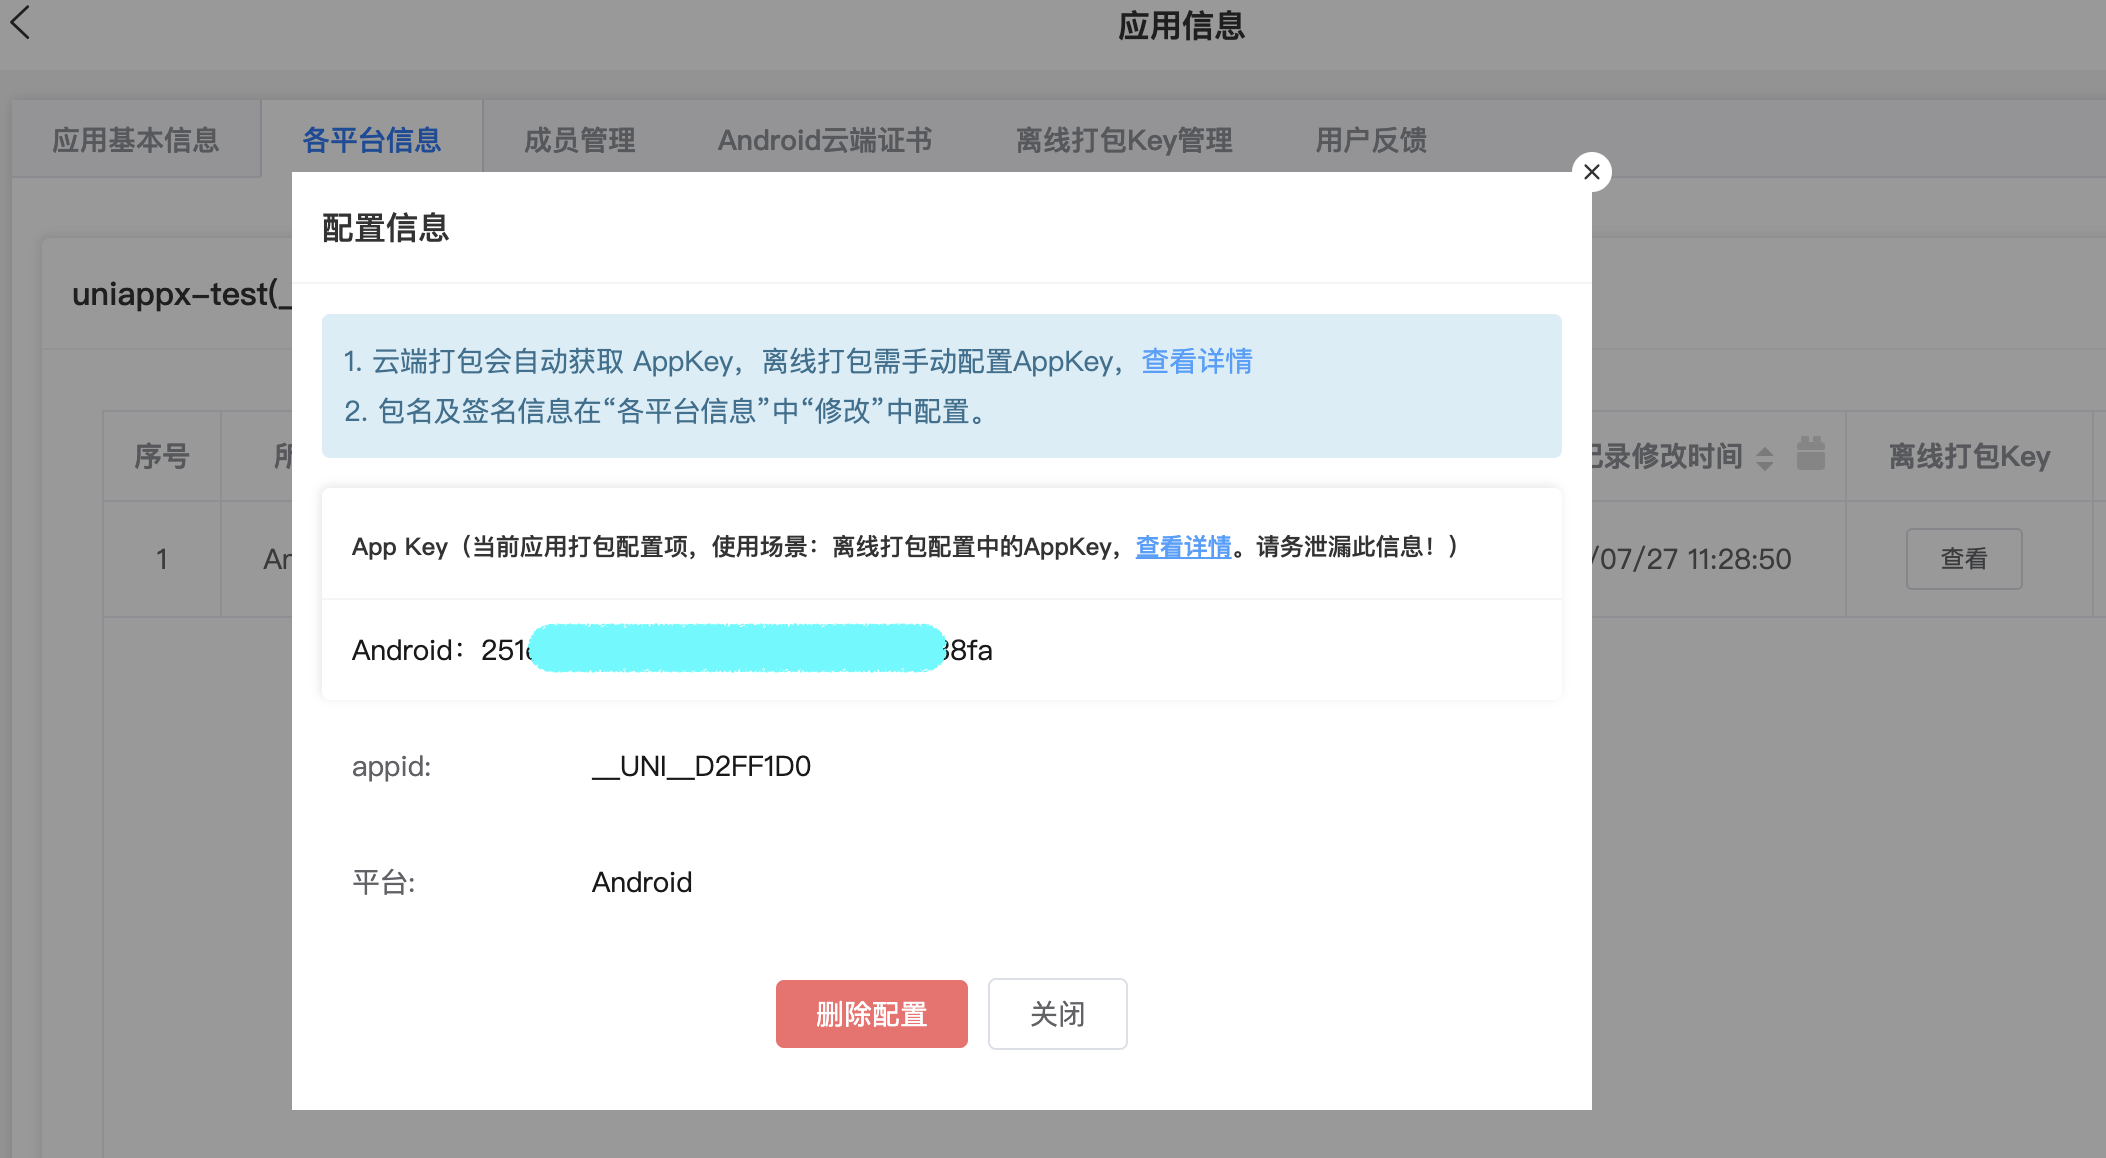 应用信息
应用基本信息
各平台信息
成员管理
Android云端证书
离线打包Key管理
用户反馈
配置信息
uniappx-test(_
1. 云端打包会自动获取 AppKey，离线打包需手动配置AppKey，查看详情
2. 包名及签名信息在“各平台信息”中“修改”中配置。
序号
所
记录修改时间
离线打包Key
App Key（当前应用打包配置项，使用场景：离线打包配置中的AppKey，查看详情。请务泄漏此信息！）
1
An
/07/27 11:28:50
查看
Android：251 8fa
appid:
__UNI__D2FF1D0
平台:
Android
删除配置
关闭